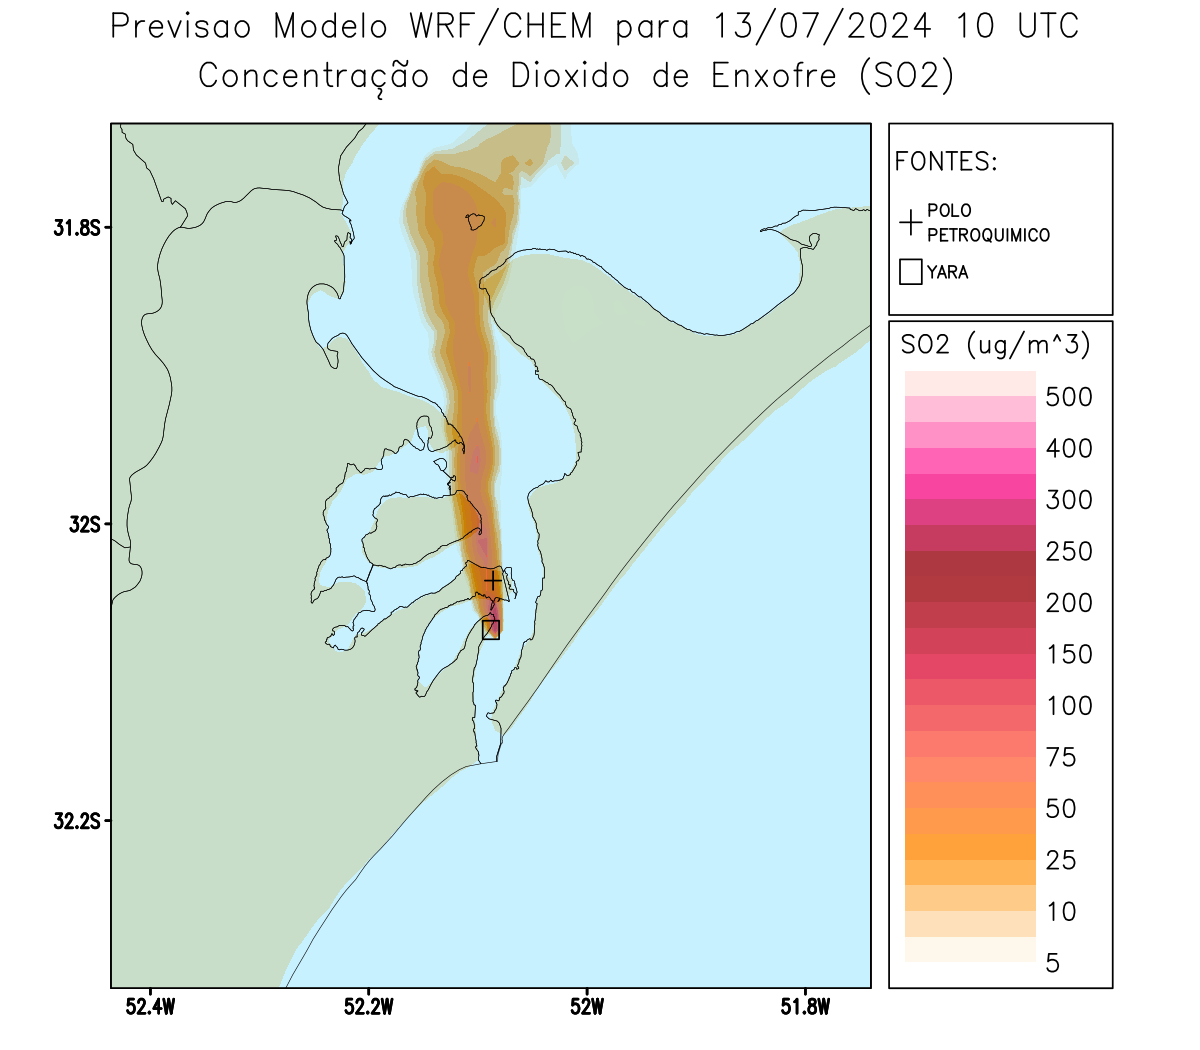 Previsao Modelo WRF/CHEM para 13/07/2024 10 UTC
Concentração de Dioxido de Enxofre (SO2)
FONTES:
POLO
PETROQUIMICO
YARA
SO2 (ug/m^3)
500
400
300
250
200
150
100
75
50
25
10
5
31.8S
32S
32.2S
52.4W
52.2W
52W
51.8W